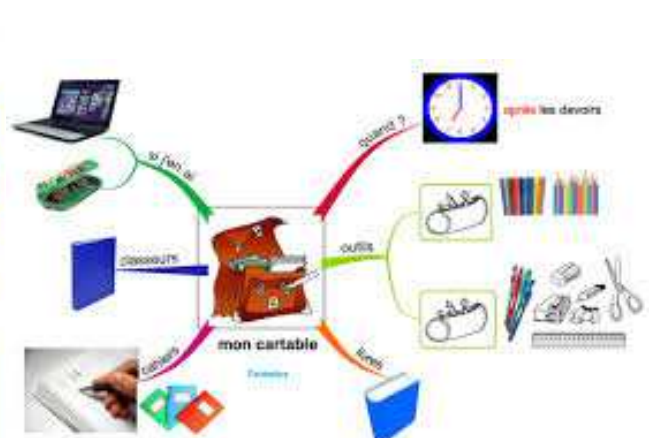 quand ?
après les devoirs
si j'en ai
classeurs
outils
mon cartable
cahiers
livres